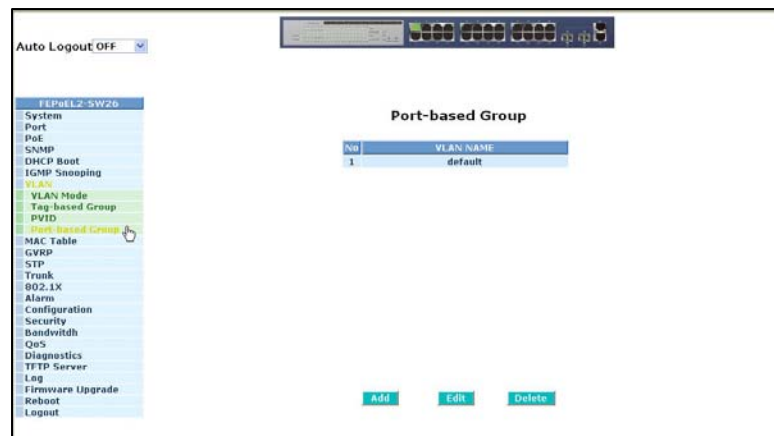 Auto Logout OFF
FEPoEL2-SW26
System
Port
PoE
SNMP
DHCP Boot
IGMP Snooping
VLAN
VLAN Mode
Tag-based Group
PVID
Port-based Group
MAC Table
GVRP
STP
Trunk
802.1X
Alarm
Configuration
Security
Bandwitdh
QoS
Diagnostics
TFTP Server
Log
Firmware Upgrade
Reboot
Logout
Port-based Group
No VLAN NAME
1 default
Add Edit Delete